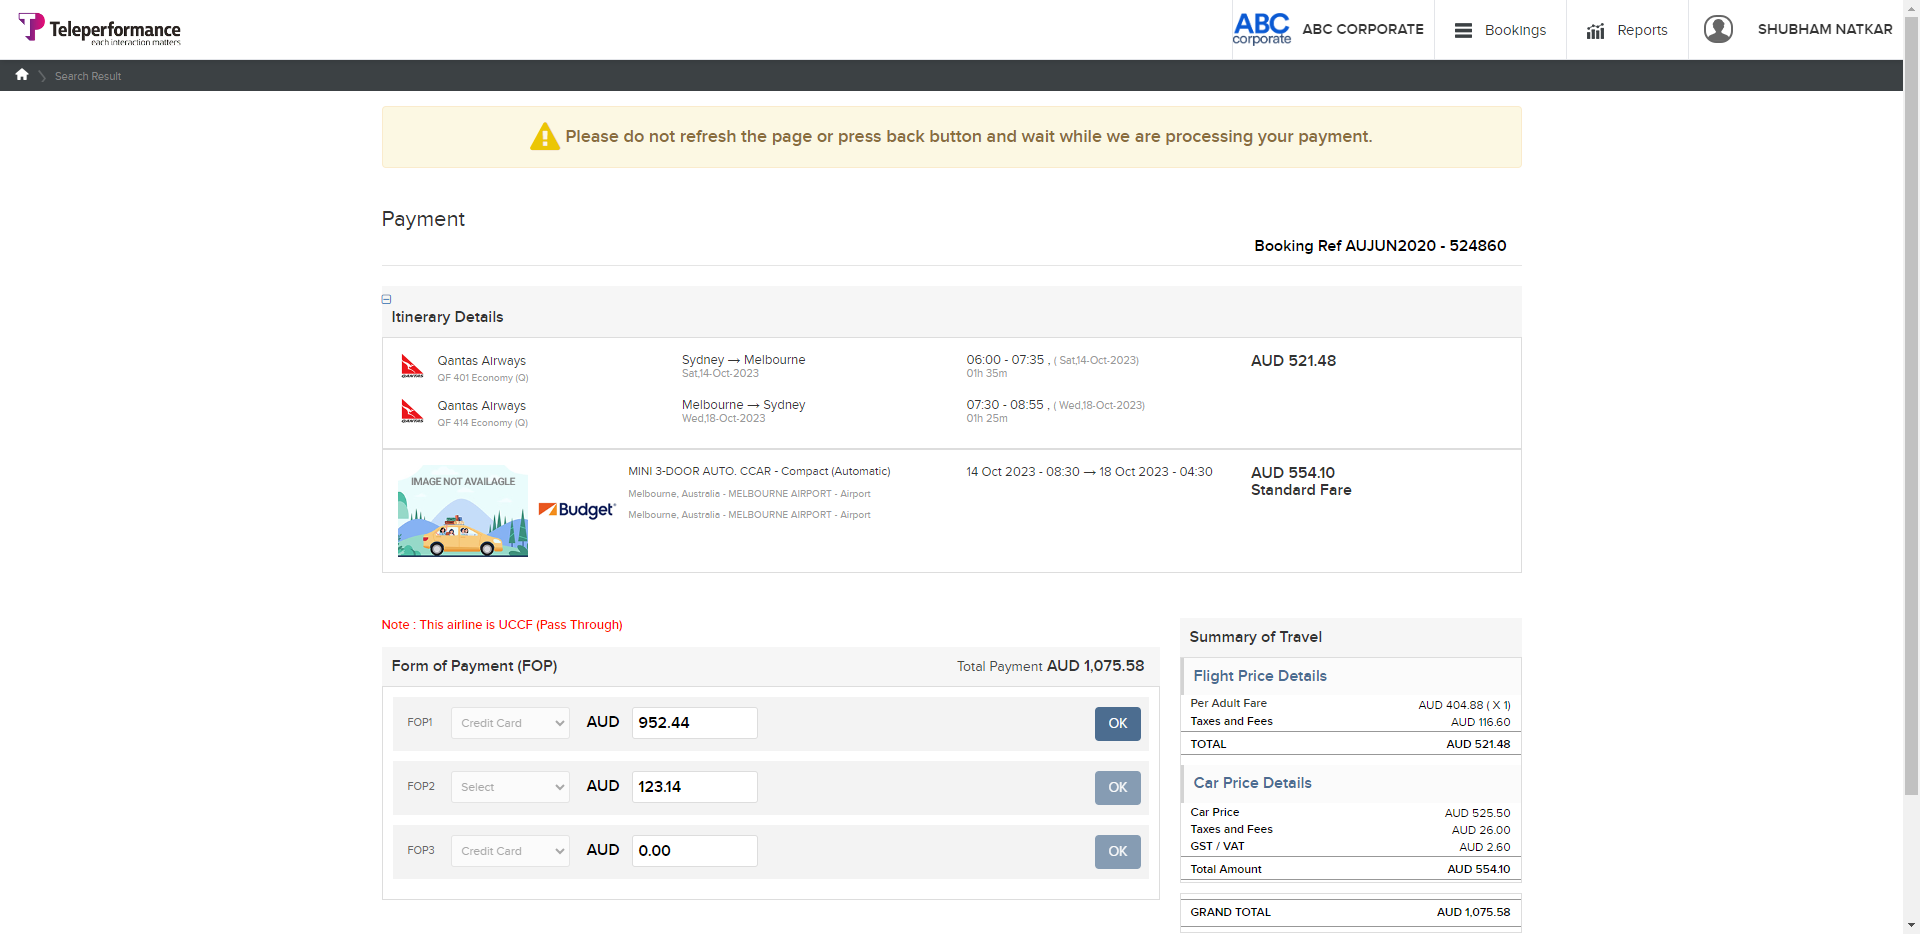 Teleperformance
each interaction matters
ABC
corporate
ABC CORPORATE
Bookings
Reports
SHUBHAM NATKAR
Search Result
Please do not refresh the page or press back button and wait while we are processing your payment.
Payment
Booking Ref AUJUN2020 - 524860
Itinerary Details
Qantas Airways
QF 401 Economy (Q)
Sydney → Melbourne
Sat,14-Oct-2023
06:00 - 07:35 , ( Sat,14-Oct-2023)
01h 35m
AUD 521.48
Qantas Airways
QF 414 Economy (Q)
Melbourne → Sydney
Wed,18-Oct-2023
07:30 - 08:55 , ( Wed,18-Oct-2023)
01h 25m
IMAGE NOT AVAILAGLE
Budget
MINI 3-DOOR AUTO. CCAR - Compact (Automatic)
Melbourne, Australia - MELBOURNE AIRPORT - Airport
Melbourne, Australia - MELBOURNE AIRPORT - Airport
14 Oct 2023 - 08:30 → 18 Oct 2023 - 04:30
AUD 554.10
Standard Fare
Note : This airline is UCCF (Pass Through)
Form of Payment (FOP)
Total Payment AUD 1,075.58
FOP1 Credit Card AUD 952.44 OK
FOP2 Select AUD 123.14 OK
FOP3 Credit Card AUD 0.00 OK
Summary of Travel
Flight Price Details
Per Adult Fare AUD 404.88 ( X 1)
Taxes and Fees AUD 116.60
TOTAL AUD 521.48
Car Price Details
Car Price AUD 525.50
Taxes and Fees AUD 26.00
GST / VAT AUD 2.60
Total Amount AUD 554.10
GRAND TOTAL AUD 1,075.58